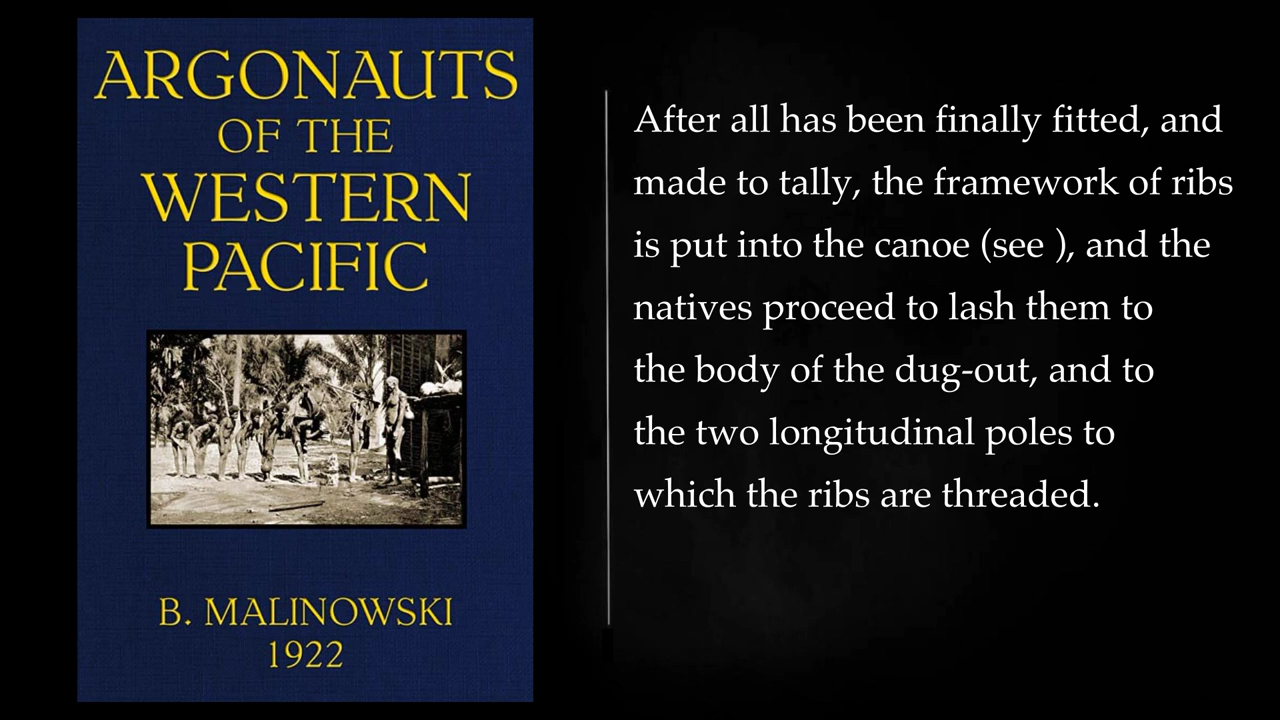 ARGONAUTS
OF THE
WESTERN
PACIFIC
B. MALINOWSKI
1922
After all has been finally fitted, and
made to tally, the framework of ribs
is put into the canoe (see ), and the
natives proceed to lash them to
the body of the dug-out, and to
the two longitudinal poles to
which the ribs are threaded.